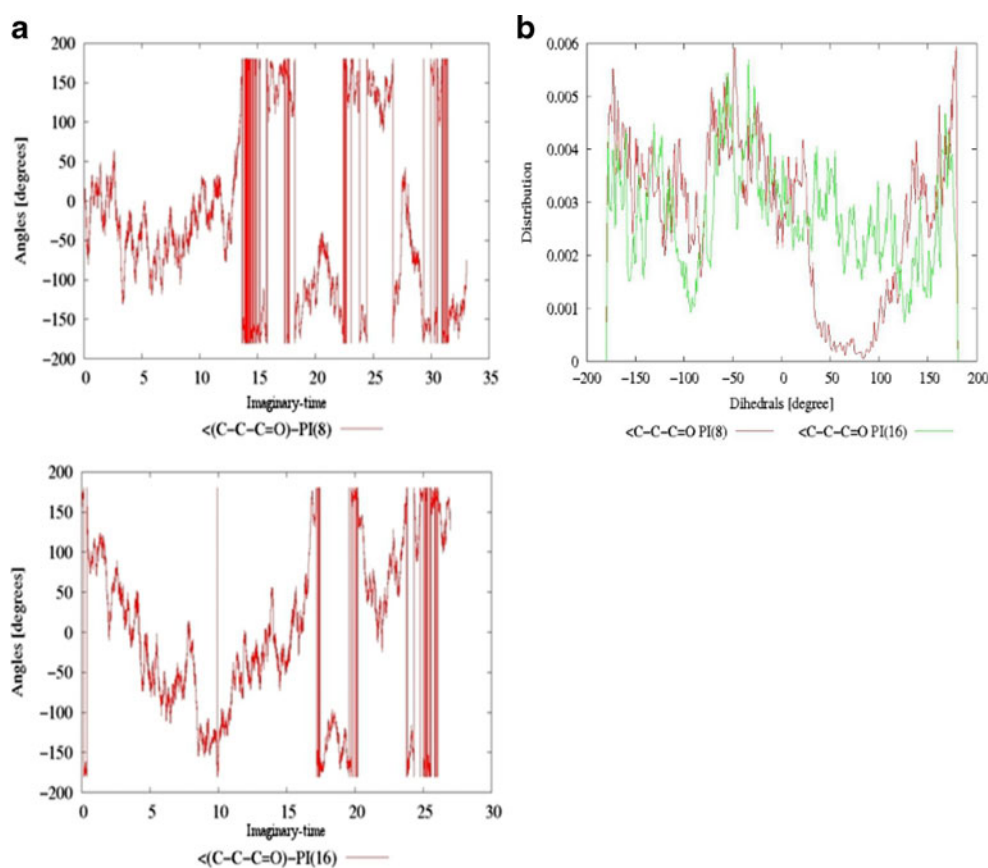 a
200
150
100
50
0
−50
−100
−150
−200
Angles [degrees]
0 5 10 15 20 25 30 35
Imaginary-time
<(C−C−C=O)−PI(8)
b
0.006
0.005
0.004
0.003
0.002
0.001
0
Distribution
−200 −150 −100 −50 0 50 100 150 200
Dihedrals [degree]
<C−C−C=O PI(8) <C−C−C=O PI(16)
200
150
100
50
0
−50
−100
−150
−200
Angles [degrees]
0 5 10 15 20 25 30
Imaginary-time
<(C−C−C=O)−PI(16)